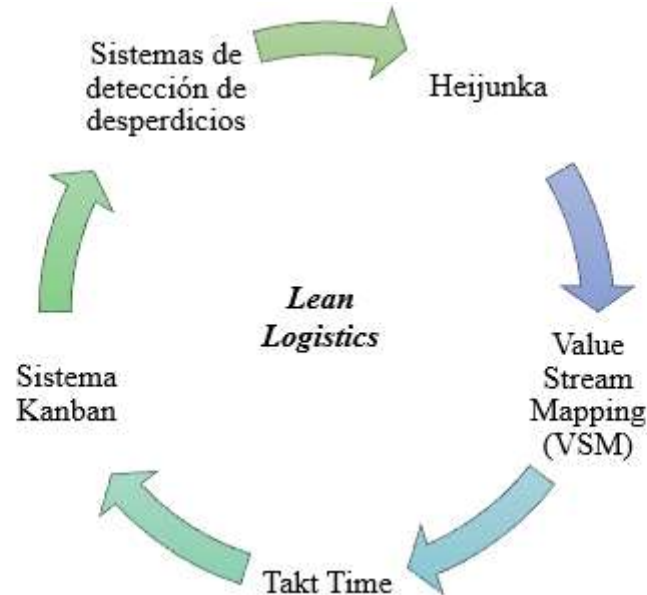 Sistemas de
detección de
desperdicios
Heijunka
Value
Stream
Mapping
(VSM)
Takt Time
Sistema
Kanban
Lean
Logistics